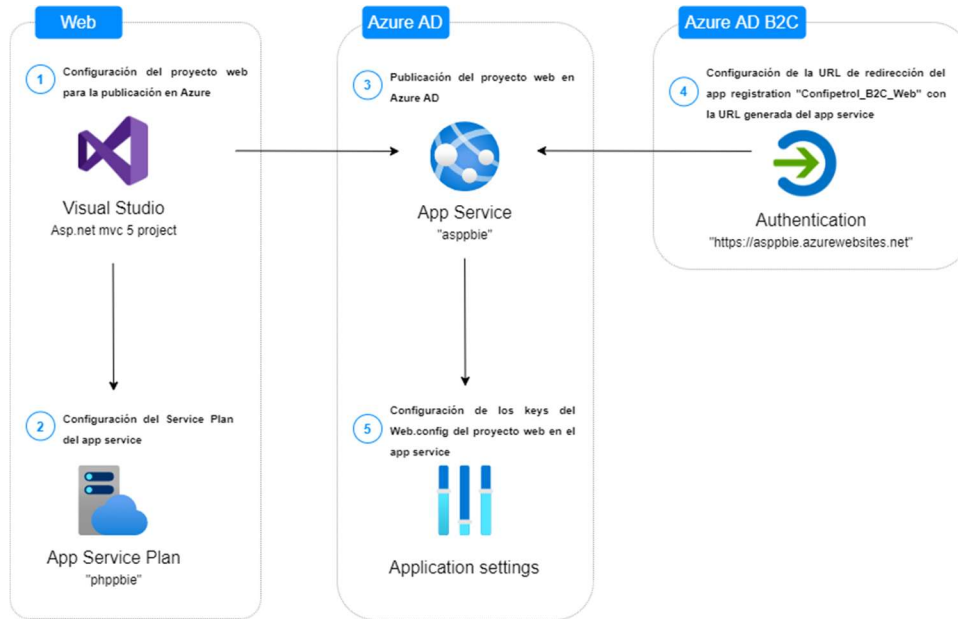 Web
1
Configuración del proyecto web
para la publicación en Azure
Visual Studio
Asp.net mvc 5 project
2
Configuración del Service Plan
del app service
App Service Plan
"phppbie"
Azure AD
3
Publicación del proyecto web en
Azure AD
App Service
"asppbie"
5
Configuración de los keys del
Web.config del proyecto web en el
app service
Application settings
Azure AD B2C
4
Configuración de la URL de redirección del
app registration "Confipetrol_B2C_Web" con
la URL generada del app service
Authentication
"https://asppbie.azurewebsites.net"